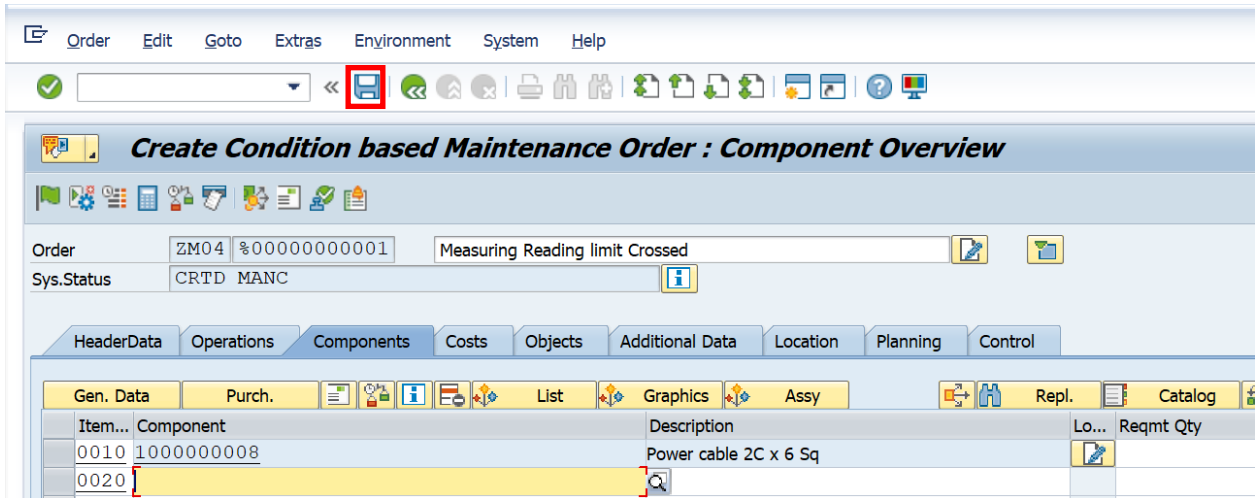 Order Edit Goto Extras Environment System Help
Create Condition based Maintenance Order : Component Overview
Order ZM04 %00000000001 Measuring Reading limit Crossed
Sys.Status CRTD MANC
HeaderData Operations Components Costs Objects Additional Data Location Planning Control
Gen. Data Purch. List Graphics Assy Repl. Catalog
Item... Component Description Lo... Reqmt Qty
0010 1000000008 Power cable 2C x 6 Sq
0020